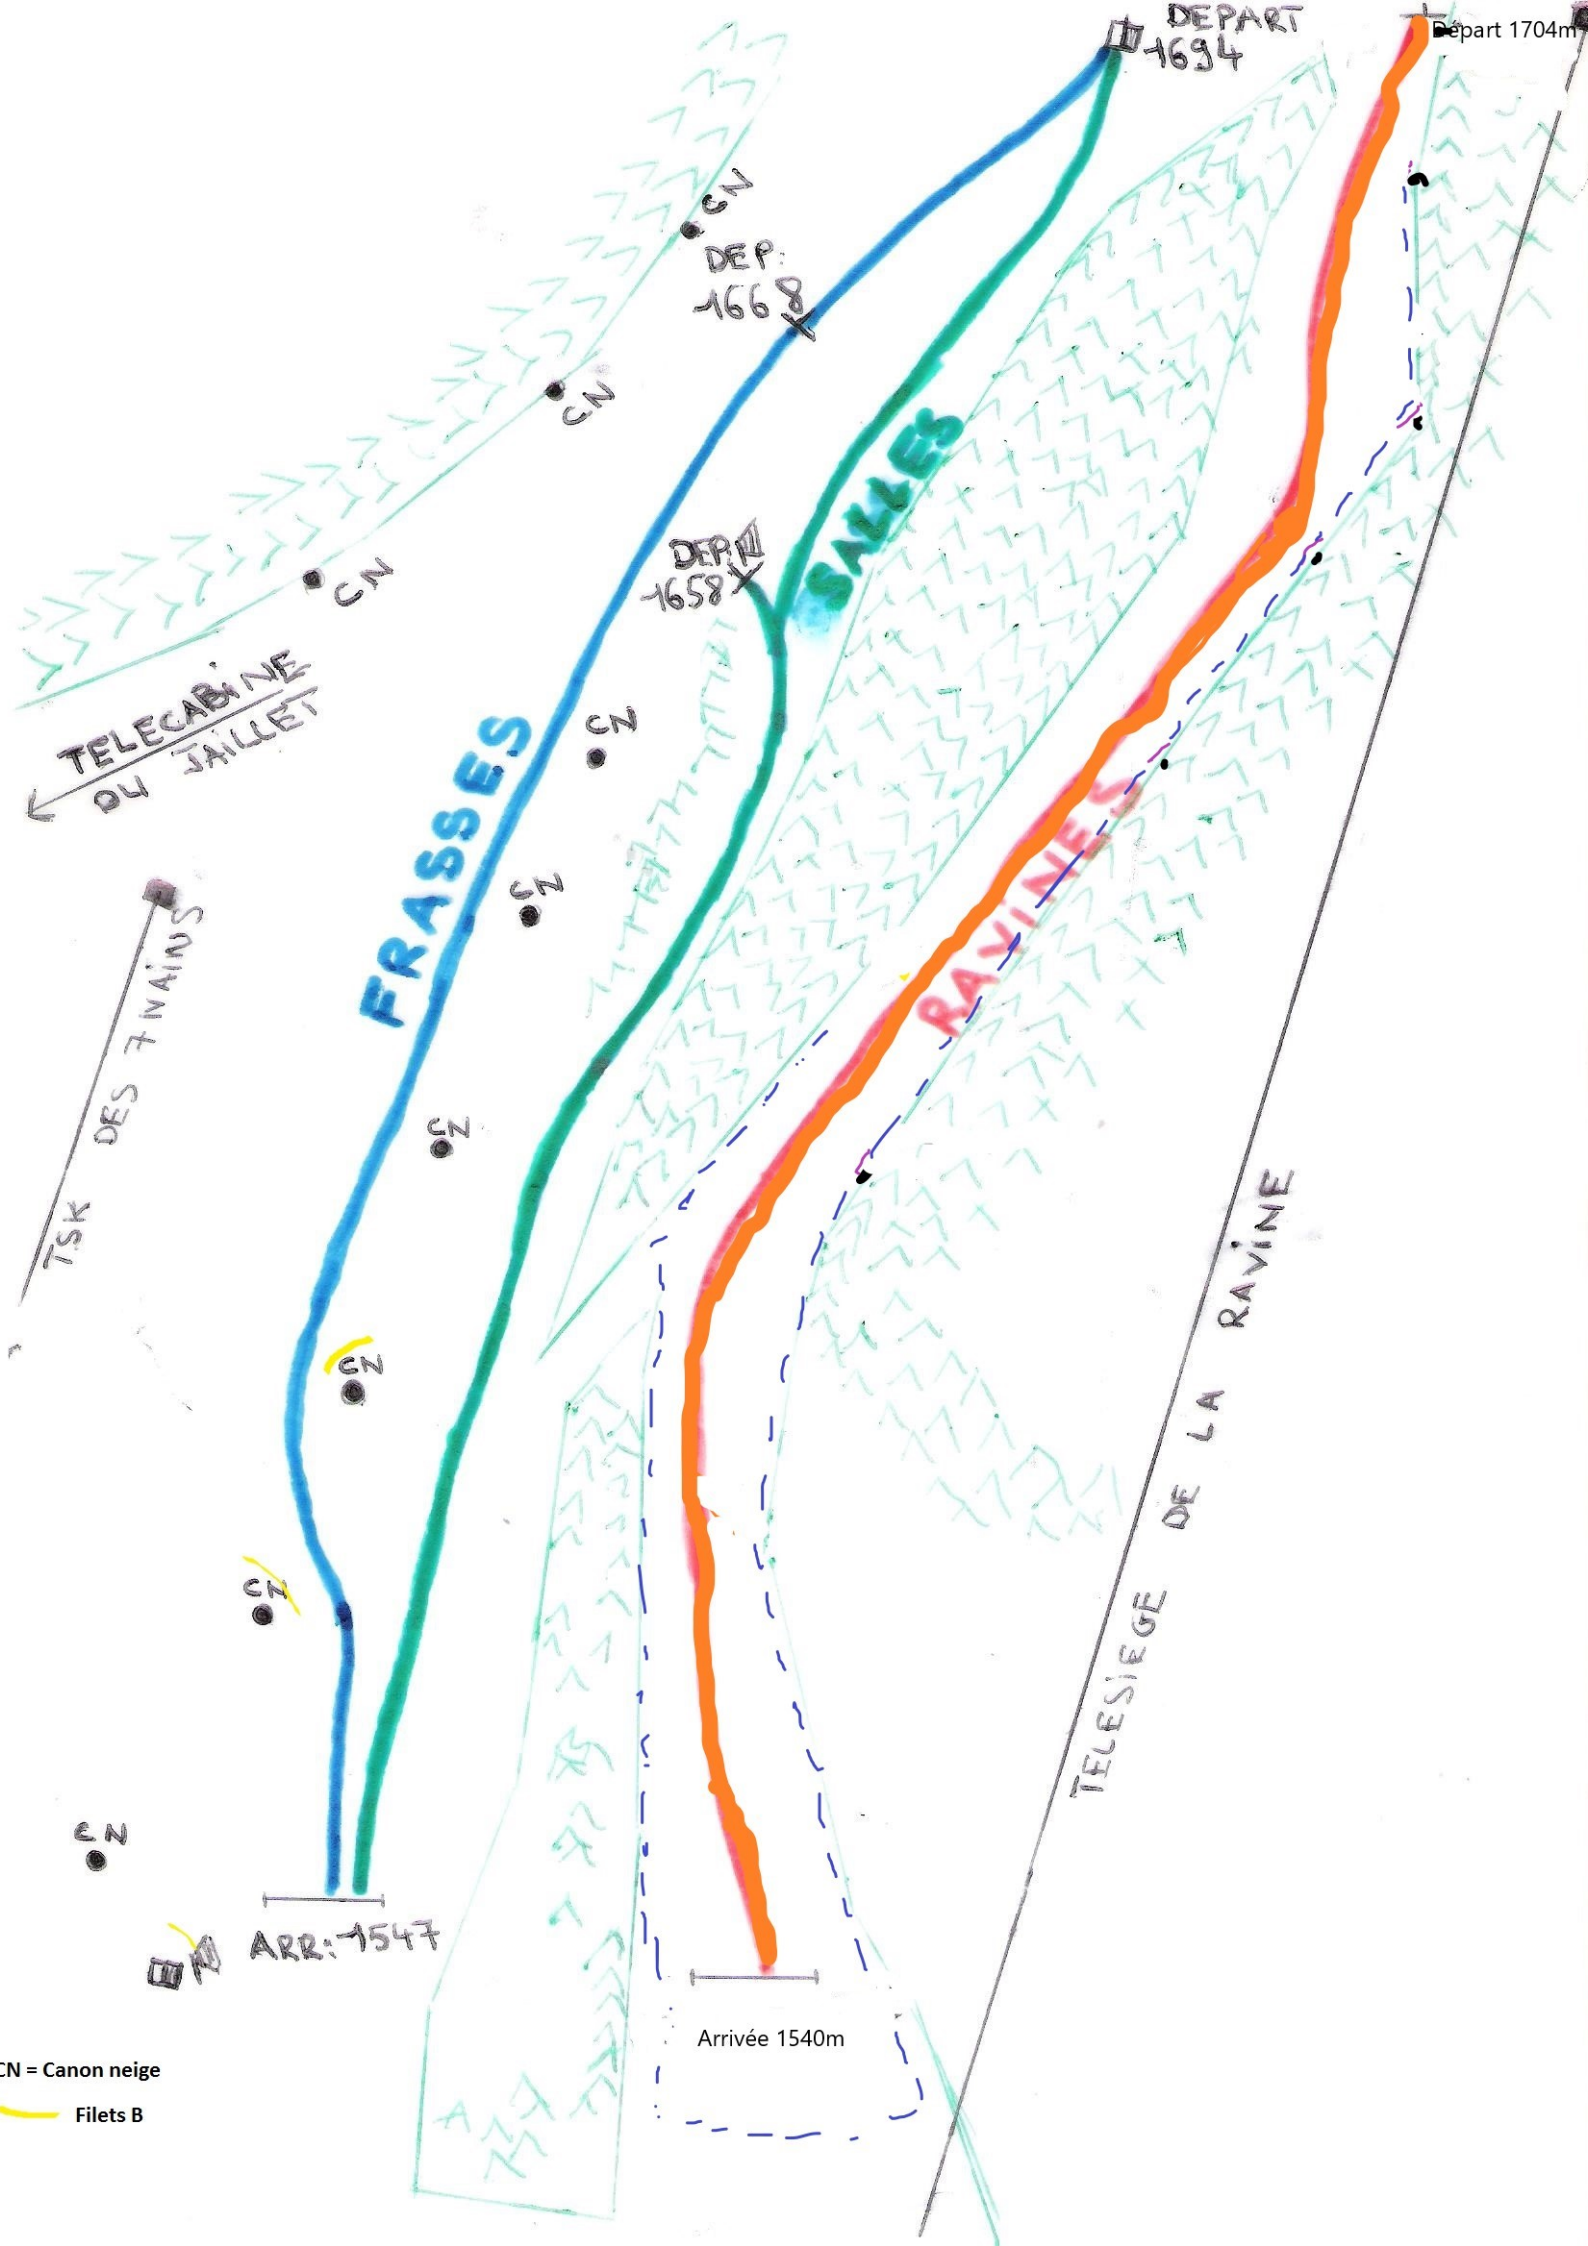 DEPART
1694
Départ 1704m
CN
DEP:
1668
CN
SALLES
DEP:
1658
CN
TELECABINE
DU JAILLET
CN
FRASSES
CN
RAVINES
TSK DES 7 NAINS
CN
CN
CN
TELESIEGE DE LA RAVINE
CN
ARR: 1547
Arrivée 1540m
CN = Canon neige
Filets B